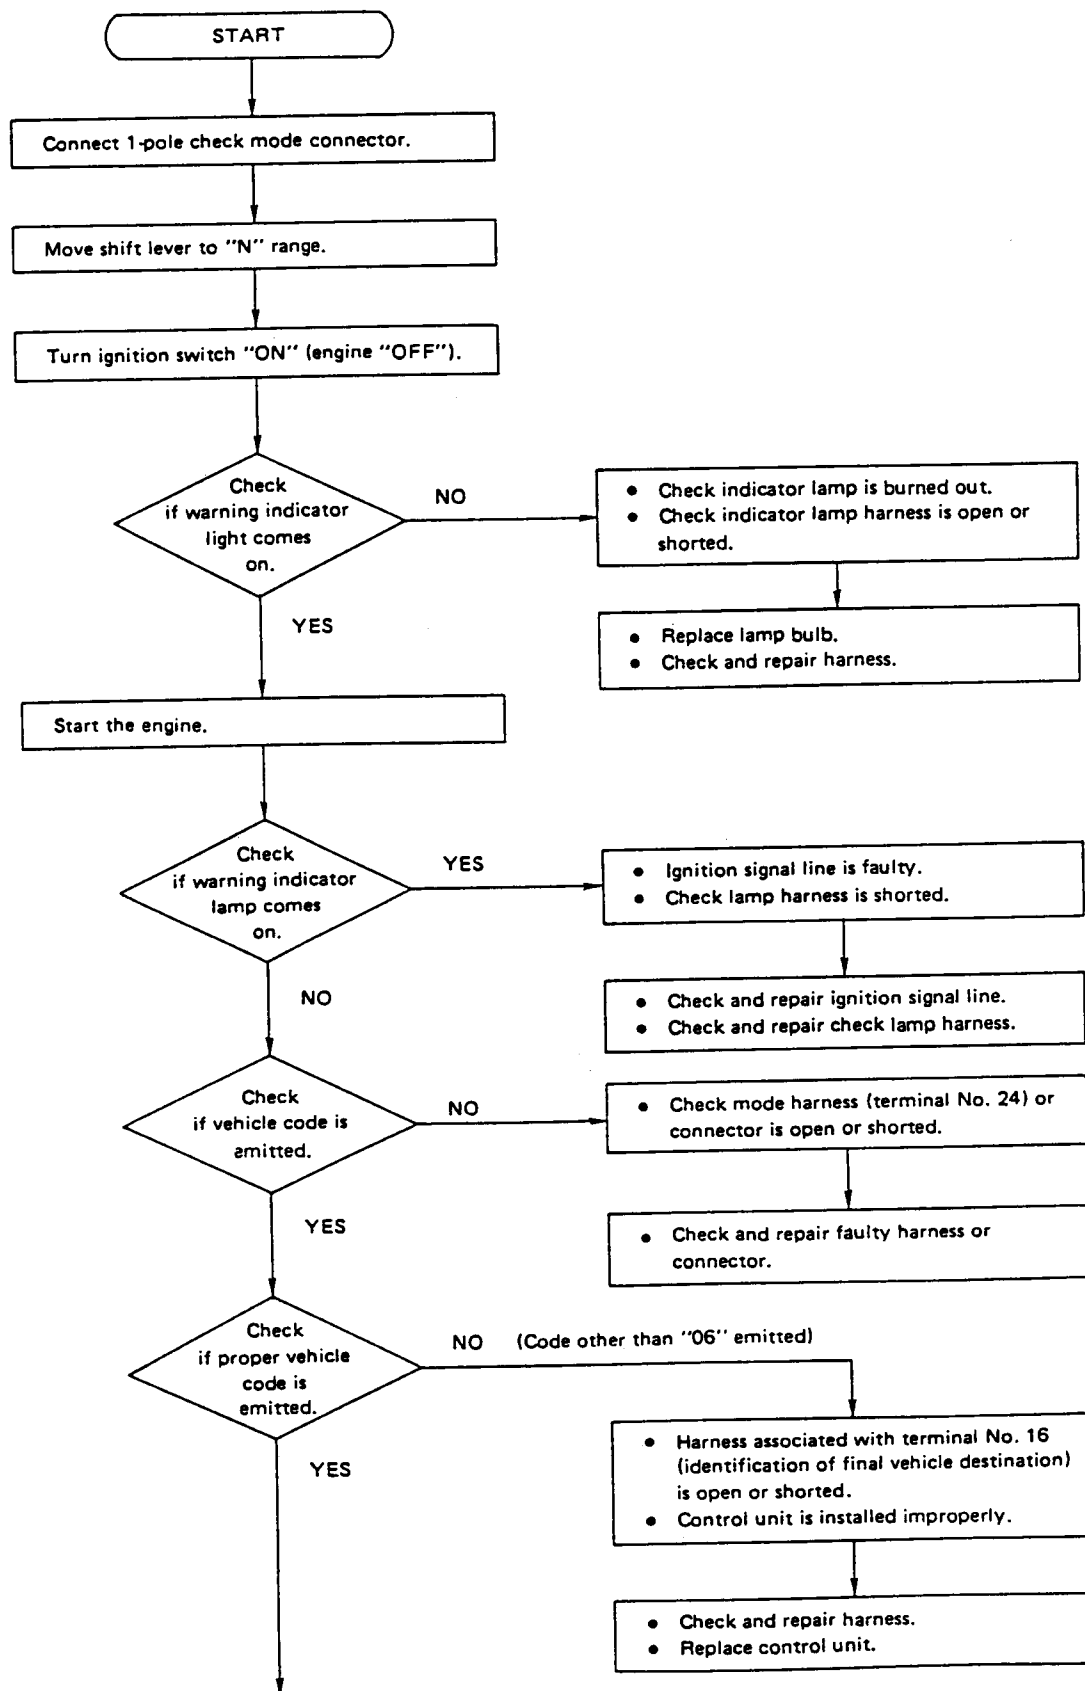 START
Connect 1-pole check mode connector.
Move shift lever to "N" range.
Turn ignition switch "ON" (engine "OFF").
Check
if warning indicator
light comes
on.
NO
• Check indicator lamp is burned out.
• Check indicator lamp harness is open or
shorted.
• Replace lamp bulb.
• Check and repair harness.
YES
Start the engine.
Check
if warning indicator
lamp comes
on.
YES
• Ignition signal line is faulty.
• Check lamp harness is shorted.
• Check and repair ignition signal line.
• Check and repair check lamp harness.
NO
Check
if vehicle code is
emitted.
NO
• Check mode harness (terminal No. 24) or
connector is open or shorted.
• Check and repair faulty harness or
connector.
YES
Check
if proper vehicle
code is
emitted.
NO (Code other than "06" emitted)
• Harness associated with terminal No. 16
(identification of final vehicle destination)
is open or shorted.
• Control unit is installed improperly.
• Check and repair harness.
• Replace control unit.
YES